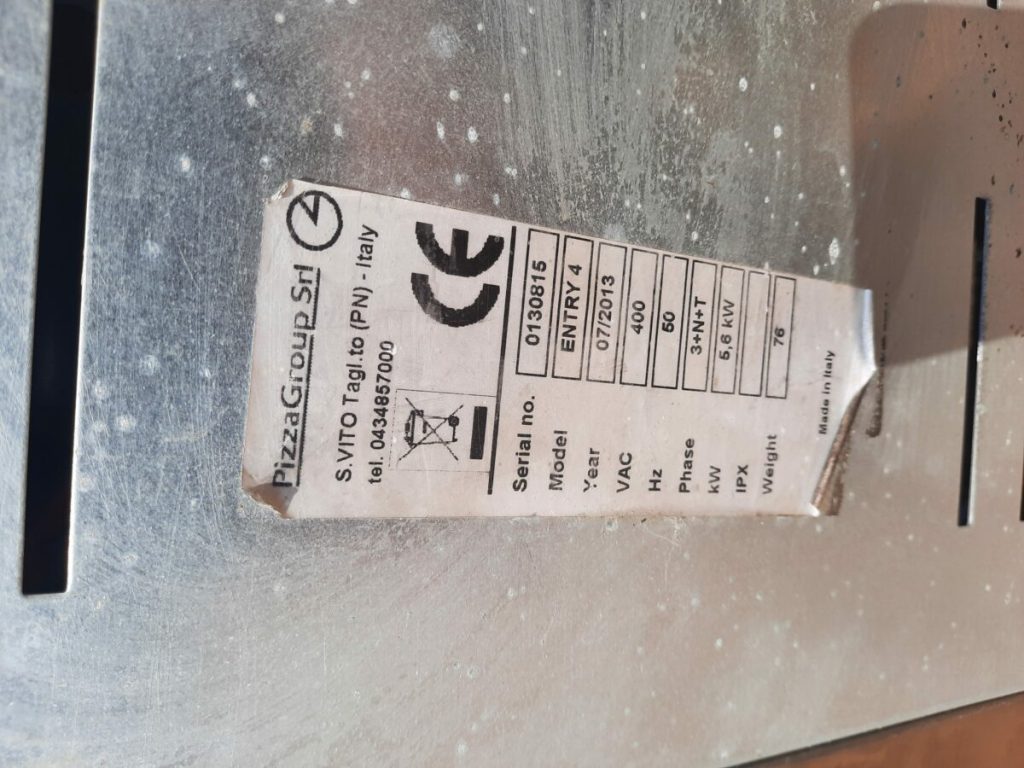 PizzaGroup Srl
S.VITO Tagl.to (PN) - Italy
tel. 0434857000
CE
Serial no. 0130815
Model ENTRY 4
Year 07/2013
VAC 400
Hz 50
Phase 3+N+T
kW 5,6 kW
IPX
Weight 76
Made in Italy